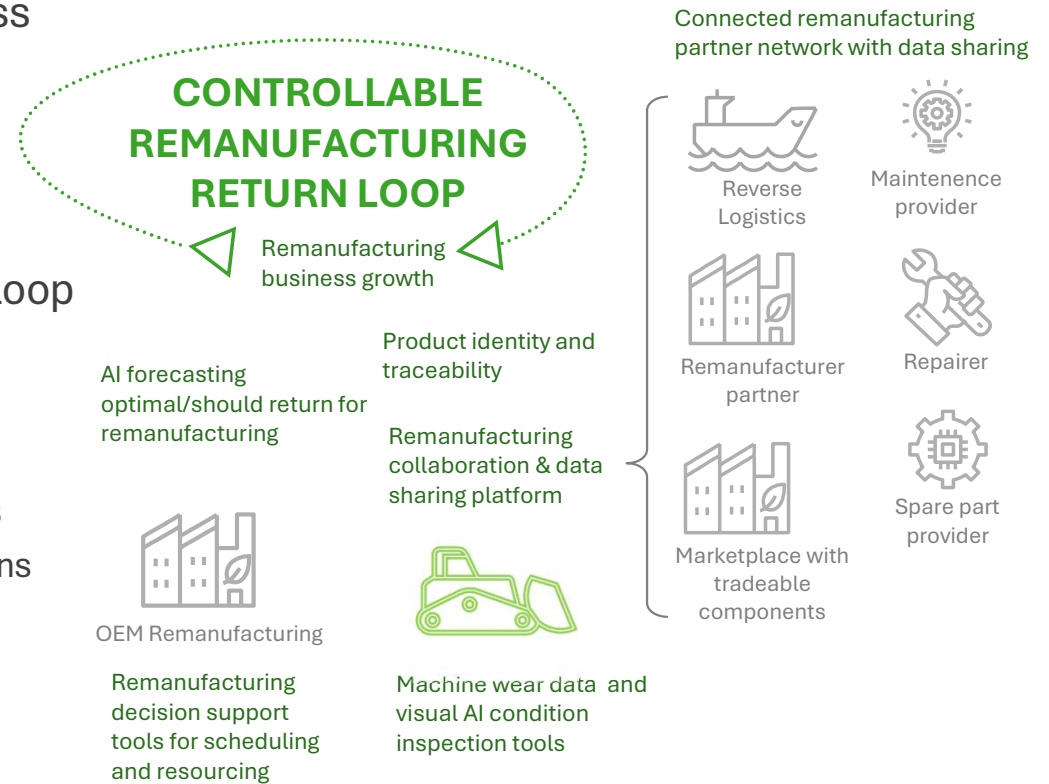 ss
CONTROLLABLE
REMANUFACTURING
RETURN LOOP
Remanufacturing
business growth
Loop
AI forecasting
optimal/should return for
remanufacturing
Product identity and
traceability
Remanufacturing
collaboration & data
sharing platform
s
ns
OEM Remanufacturing
Remanufacturing
decision support
tools for scheduling
and resourcing
Machine wear data and
visual AI condition
inspection tools
Connected remanufacturing
partner network with data sharing
Reverse
Logistics
Maintenence
provider
Remanufacturer
partner
Repairer
Marketplace with
tradeable
components
Spare part
provider